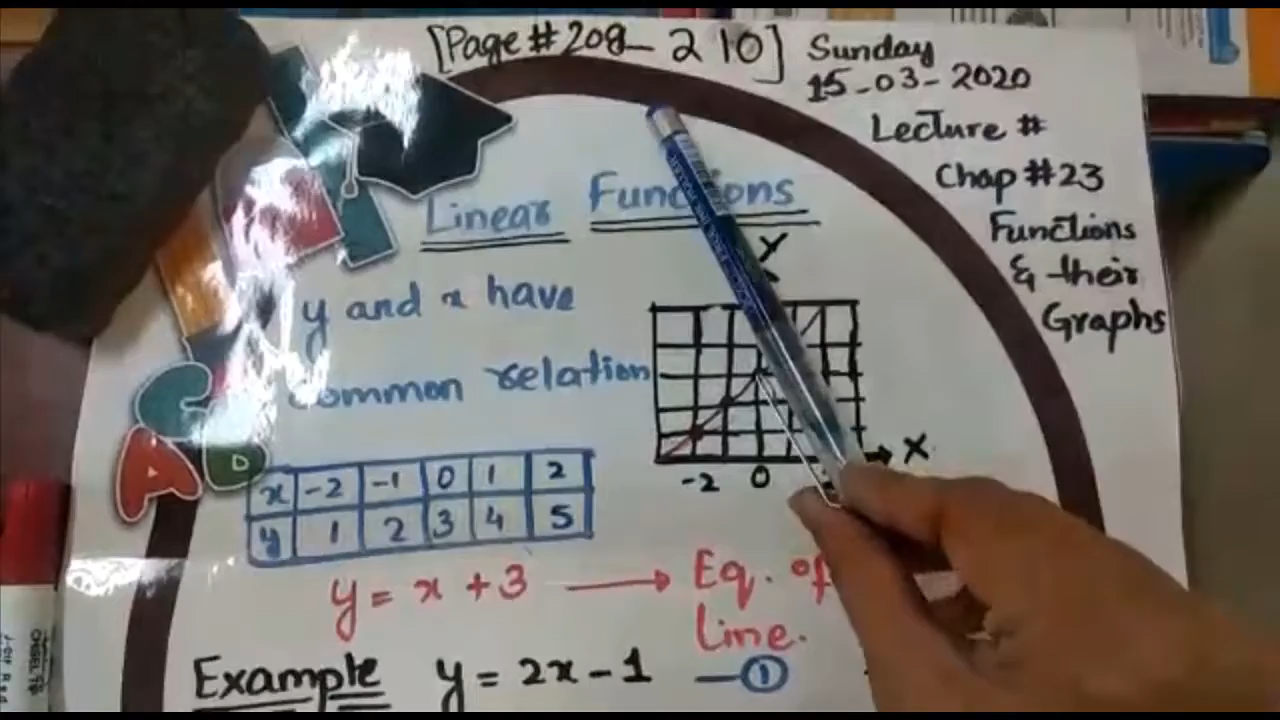 [Page # 208 - 210]
Sunday
15-03-2020
Lecture #
Chap # 23
Functions
& their
Graphs
Linear Functions
y and x have
common relation
Y
X
-2 0
x -2 -1 0 1 2
y 1 2 3 4 5
y = x + 3 → Eq. of
Line.
Example y = 2x - 1 — ①
A C D